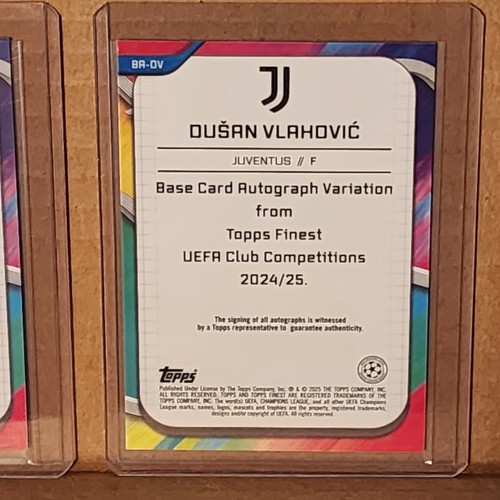 BA-DV
DUŠAN VLAHOVIĆ
JUVENTUS // F
Base Card Autograph Variation
from
Topps Finest
UEFA Club Competitions
2024/25.
The signing of all autographs is witnessed
by a Topps representative to guarantee authenticity.
Topps
Published Under License by The Topps Company, Inc. ® & © 2025 THE TOPPS COMPANY, INC.
ALL RIGHTS RESERVED. TOPPS AND TOPPS FINEST ARE REGISTERED TRADEMARKS OF THE
TOPPS COMPANY, INC. The word(s) UEFA, CHAMPIONS LEAGUE, and all other UEFA Champions
League marks, names, logos, mascots and trophies are the property, registered trademarks,
designs and/or copyright of UEFA. All rights reserved.